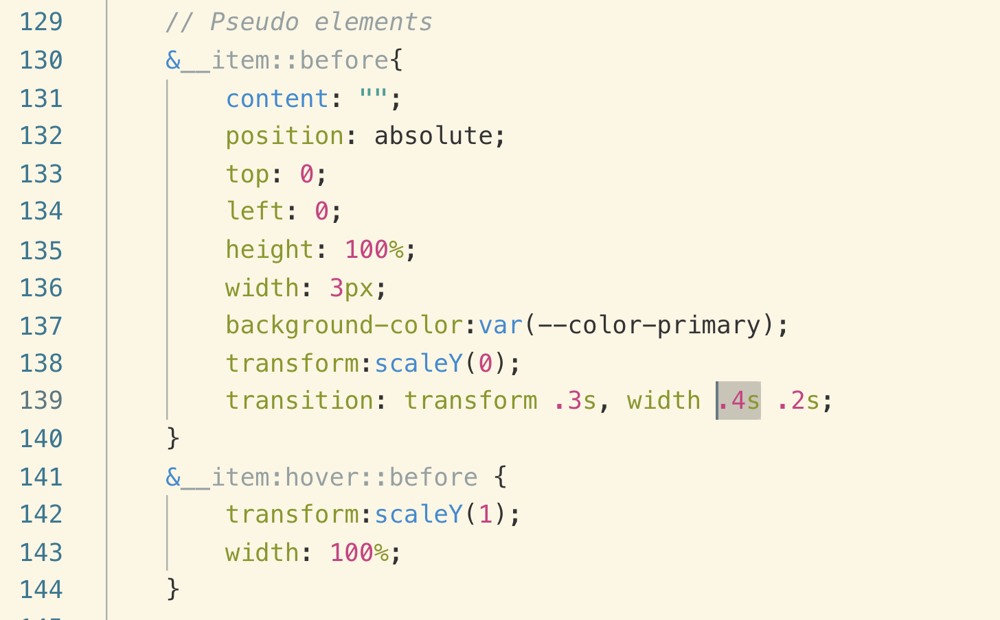 129 // Pseudo elements
130 &__item::before{
131 content: "";
132 position: absolute;
133 top: 0;
134 left: 0;
135 height: 100%;
136 width: 3px;
137 background-color:var(--color-primary);
138 transform:scaleY(0);
139 transition: transform .3s, width .4s .2s;
140 }
141 &__item:hover::before {
142 transform:scaleY(1);
143 width: 100%;
144 }